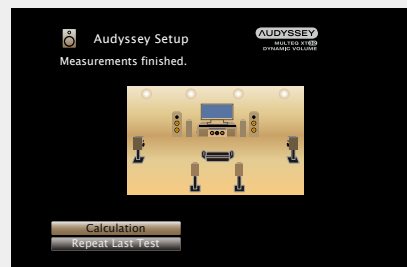 Audyssey Setup
AUDYSSEY
MULTEQ XT32
DYNAMIC VOLUME
Measurements finished.
Calculation
Repeat Last Test